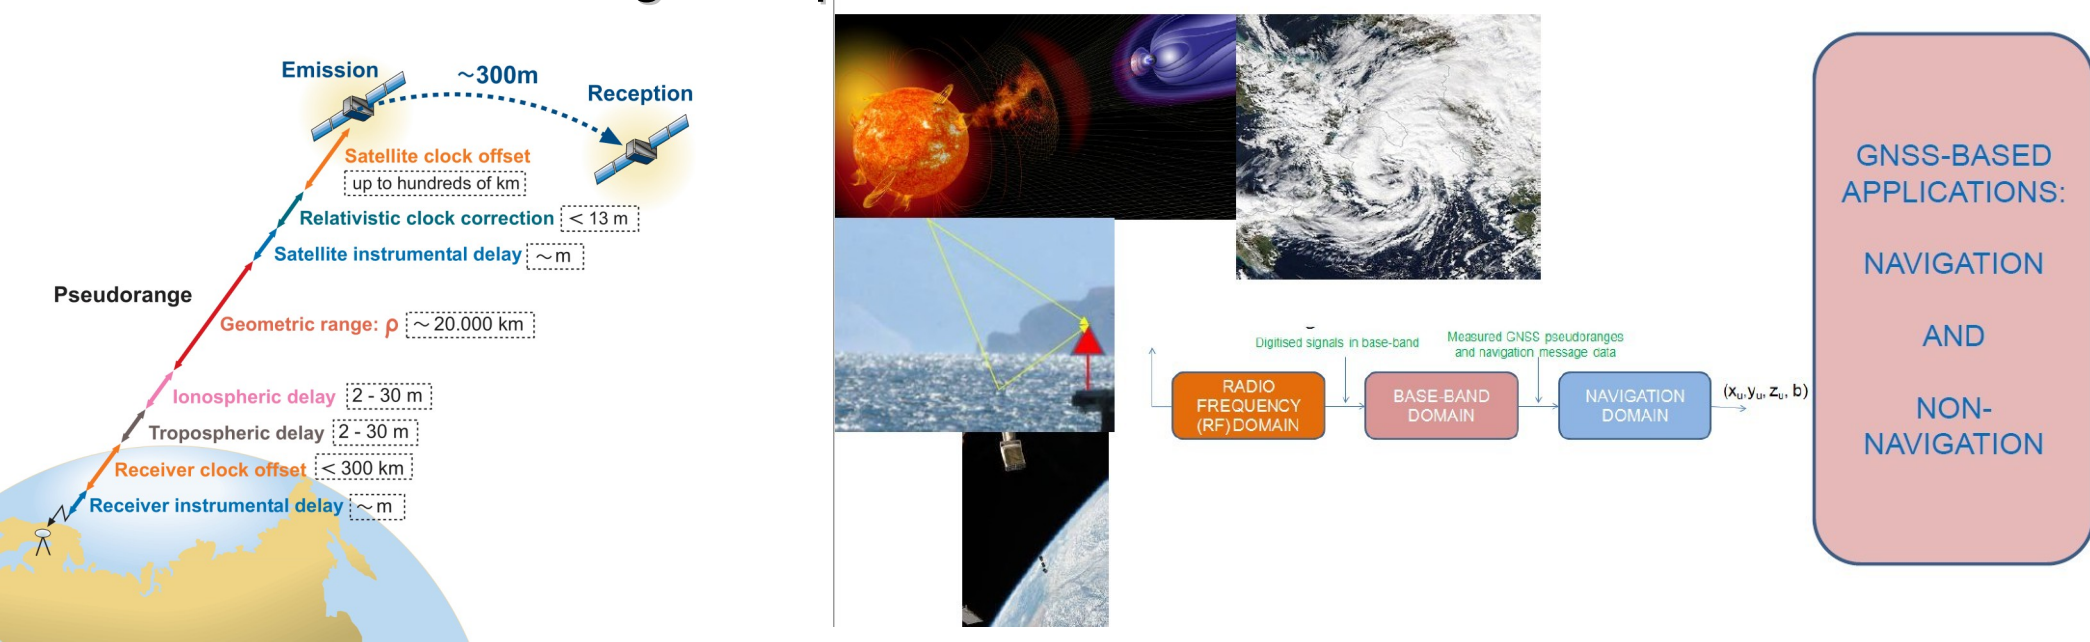 Emission
~300m
Reception
Satellite clock offset
up to hundreds of km
Relativistic clock correction < 13 m
Satellite instrumental delay ~m
Pseudorange
Geometric range: ρ ~ 20.000 km
Ionospheric delay 2 - 30 m
Tropospheric delay 2 - 30 m
Receiver clock offset < 300 km
Receiver instrumental delay ~m
Digitised signals in base-band
Measured GNSS pseudoranges
and navigation message data
RADIO
FREQUENCY
(RF) DOMAIN
BASE-BAND
DOMAIN
NAVIGATION
DOMAIN
(xᵤ,yᵤ, zᵤ, b)
GNSS-BASED
APPLICATIONS:
NAVIGATION
AND
NON-
NAVIGATION